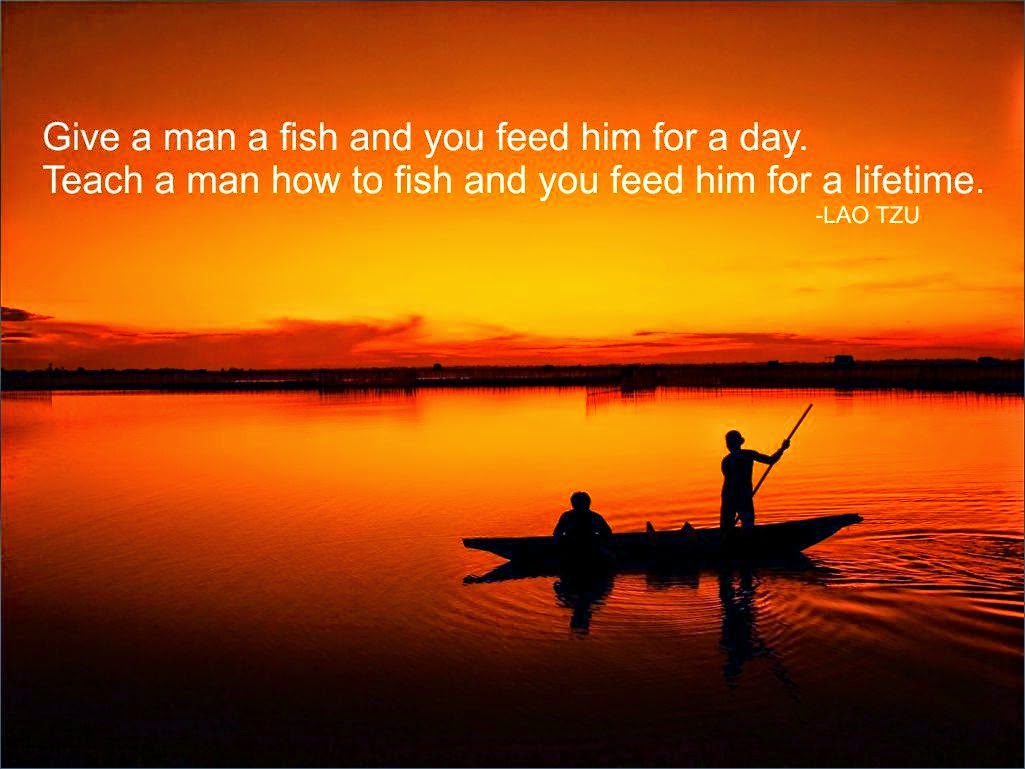 Give a man a fish and you feed him for a day.
Teach a man how to fish and you feed him for a lifetime.
-LAO TZU